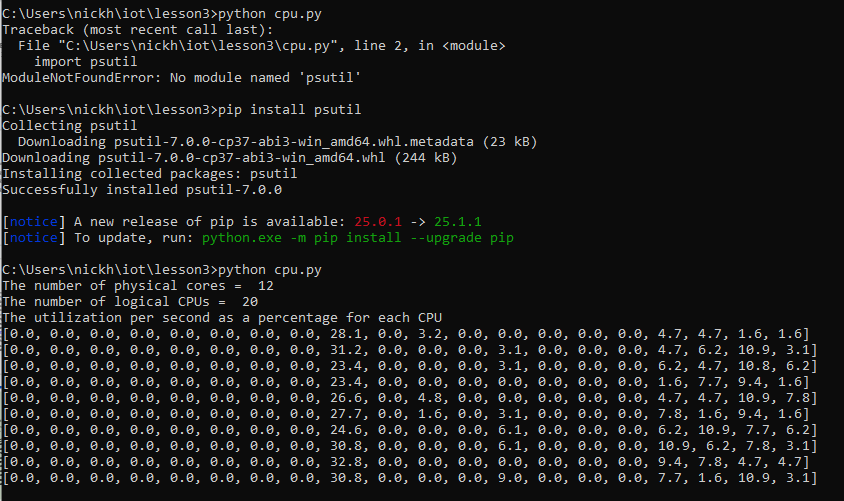 C:\Users\nickh\iot\lesson3>python cpu.py
Traceback (most recent call last):
  File "C:\Users\nickh\iot\lesson3\cpu.py", line 2, in <module>
    import psutil
ModuleNotFoundError: No module named 'psutil'
C:\Users\nickh\iot\lesson3>pip install psutil
Collecting psutil
  Downloading psutil-7.0.0-cp37-abi3-win_amd64.whl.metadata (23 kB)
Downloading psutil-7.0.0-cp37-abi3-win_amd64.whl (244 kB)
Installing collected packages: psutil
Successfully installed psutil-7.0.0
[notice] A new release of pip is available: 25.0.1 -> 25.1.1
[notice] To update, run: python.exe -m pip install --upgrade pip
C:\Users\nickh\iot\lesson3>python cpu.py
The number of physical cores =  12
The number of logical CPUs =  20
The utilization per second as a percentage for each CPU
[0.0, 0.0, 0.0, 0.0, 0.0, 0.0, 0.0, 0.0, 28.1, 0.0, 3.2, 0.0, 0.0, 0.0, 0.0, 0.0, 4.7, 4.7, 1.6, 1.6]
[0.0, 0.0, 0.0, 0.0, 0.0, 0.0, 0.0, 0.0, 31.2, 0.0, 0.0, 0.0, 3.1, 0.0, 0.0, 0.0, 4.7, 6.2, 10.9, 3.1]
[0.0, 0.0, 0.0, 0.0, 0.0, 0.0, 0.0, 0.0, 23.4, 0.0, 0.0, 0.0, 3.1, 0.0, 0.0, 0.0, 6.2, 4.7, 10.8, 6.2]
[0.0, 0.0, 0.0, 0.0, 0.0, 0.0, 0.0, 0.0, 23.4, 0.0, 0.0, 0.0, 0.0, 0.0, 0.0, 0.0, 1.6, 7.7, 9.4, 1.6]
[0.0, 0.0, 0.0, 0.0, 0.0, 0.0, 0.0, 0.0, 26.6, 0.0, 4.8, 0.0, 0.0, 0.0, 0.0, 0.0, 4.7, 4.7, 10.9, 7.8]
[0.0, 0.0, 0.0, 0.0, 0.0, 0.0, 0.0, 0.0, 27.7, 0.0, 1.6, 0.0, 3.1, 0.0, 0.0, 0.0, 7.8, 1.6, 9.4, 1.6]
[0.0, 0.0, 0.0, 0.0, 0.0, 0.0, 0.0, 0.0, 24.6, 0.0, 0.0, 0.0, 6.1, 0.0, 0.0, 0.0, 6.2, 10.9, 7.7, 6.2]
[0.0, 0.0, 0.0, 0.0, 0.0, 0.0, 0.0, 0.0, 30.8, 0.0, 0.0, 0.0, 6.1, 0.0, 0.0, 0.0, 10.9, 6.2, 7.8, 3.1]
[0.0, 0.0, 0.0, 0.0, 0.0, 0.0, 0.0, 0.0, 32.8, 0.0, 0.0, 0.0, 0.0, 0.0, 0.0, 0.0, 9.4, 7.8, 4.7, 4.7]
[0.0, 0.0, 0.0, 0.0, 0.0, 0.0, 0.0, 0.0, 30.8, 0.0, 0.0, 0.0, 9.0, 0.0, 0.0, 0.0, 7.7, 1.6, 10.9, 3.1]